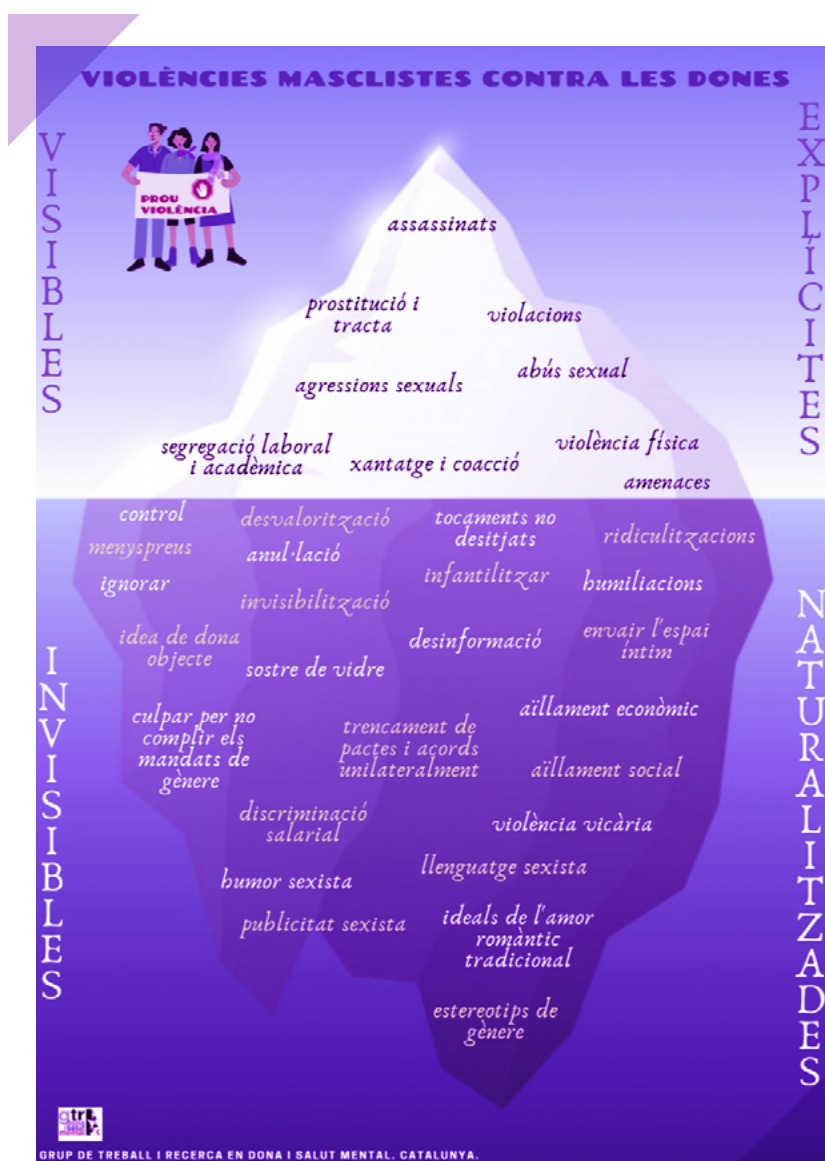 VIOLÈNCIES MASCLISTES CONTRA LES DONES
VISIBLES
EXPLÍCITES
PROU
VIOLÈNCIA
assassinats
prostitució i
tracta
violacions
agressions sexuals
abús sexual
segregació laboral
i acadèmica
xantatge i coacció
violència física
amenaces
INVISIBLES
NATURALITZADES
control
desvalorització
tocaments no
desitjats
ridiculitzacions
menyspreus
anul·lació
ignorar
infantilitzar
humiliacions
invisibilització
idea de dona
objecte
sostre de vidre
desinformació
envair l'espai
íntim
culpar per no
complir els
mandats de
gènere
trencament de
pactes i acords
unilateralment
aïllament econòmic
aïllament social
discriminació
salarial
violència vicària
humor sexista
llenguatge sexista
publicitat sexista
ideals de l'amor
romàntic
tradicional
estereotips de
gènere
GRUP DE TREBALL I RECERCA EN DONA I SALUT MENTAL. CATALUNYA.